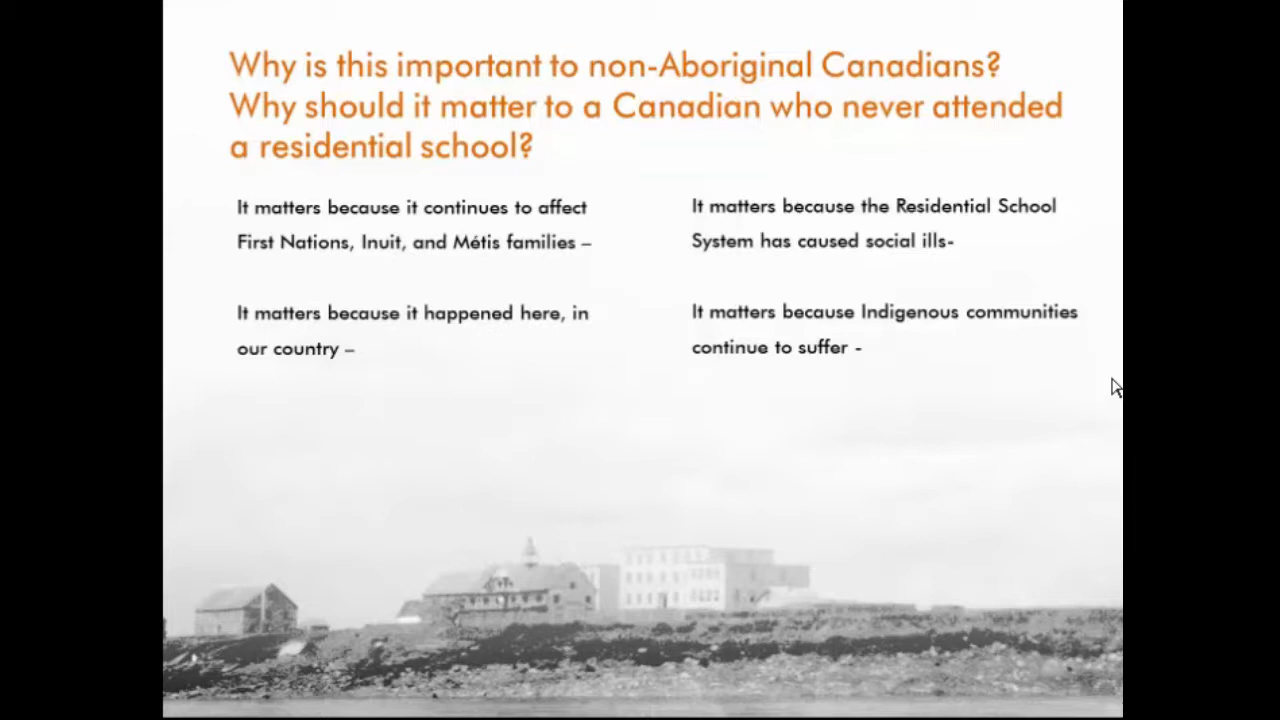 Why is this important to non-Aboriginal Canadians?
Why should it matter to a Canadian who never attended
a residential school?
It matters because it continues to affect
First Nations, Inuit, and Métis families –
It matters because it happened here, in
our country –
It matters because the Residential School
System has caused social ills-
It matters because Indigenous communities
continue to suffer -